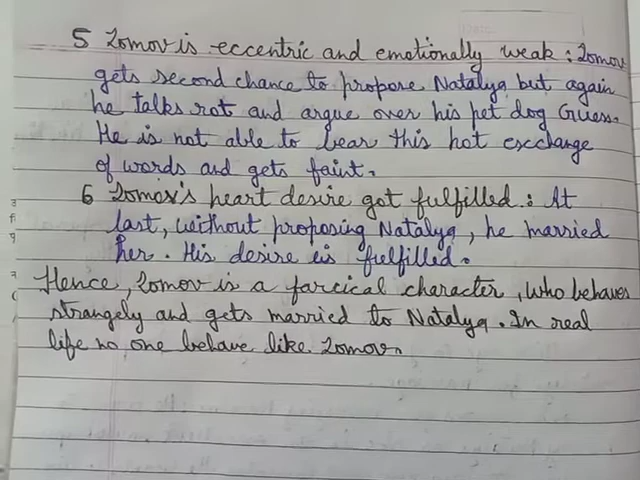 5 Lomov is eccentric and emotionally weak : Lomov
gets second chance to propose Natalya but again
he talks rot and argue over his pet dog Guess.
He is not able to bear this hot exchange
of words and gets faint.
6 Lomov's heart desire got fulfilled : At
last, without proposing Natalya, he married
her. His desire is fulfilled.
Hence, Lomov is a farcical character, who behaves
strangely and gets married to Natalya. In real
life no one behave like Lomov.